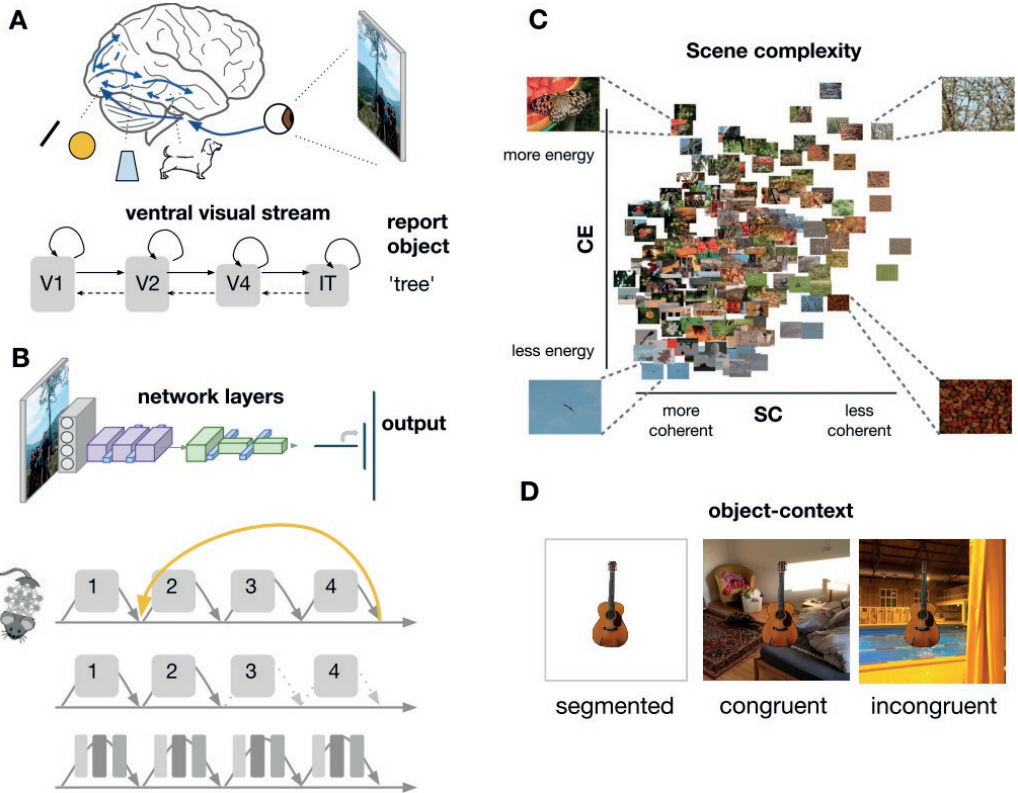 A
ventral visual stream
report
object
V1
V2
V4
IT
'tree'
B
network layers
output
1
2
3
4
1
2
3
4
C
Scene complexity
more energy
CE
less energy
more
coherent
SC
less
coherent
D
object-context
segmented
congruent
incongruent